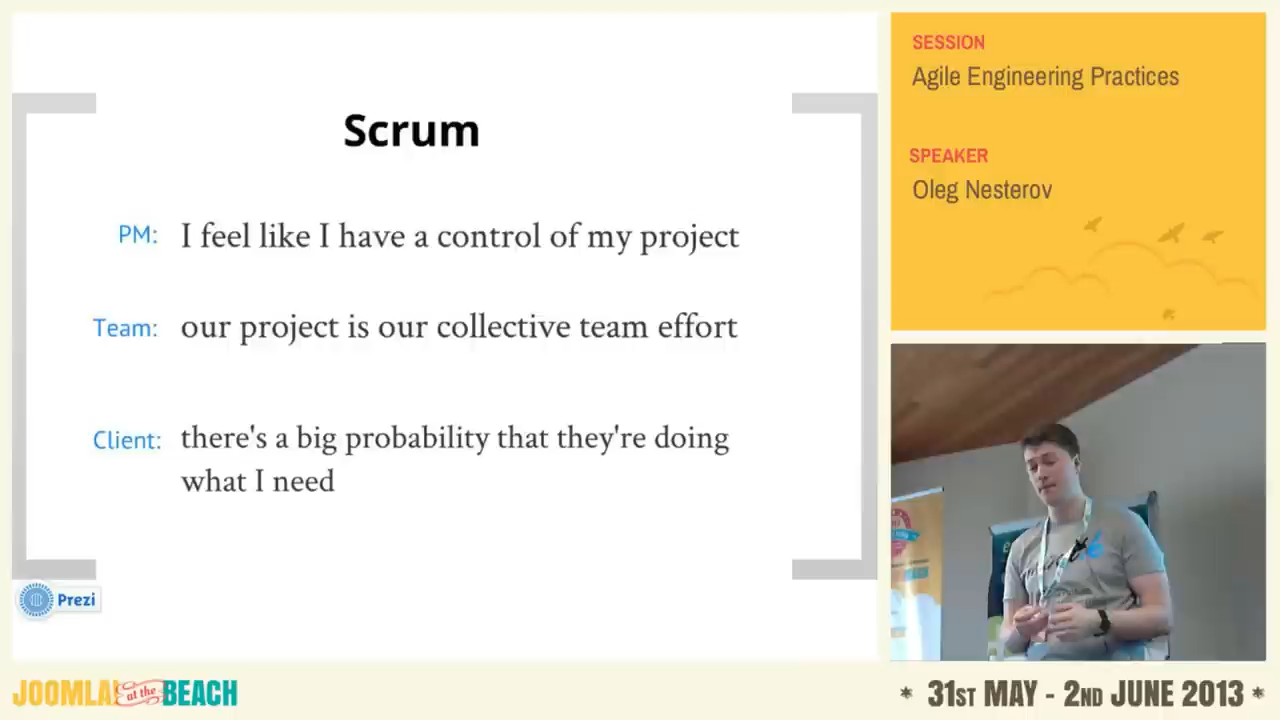 Scrum
PM: I feel like I have a control of my project
Team: our project is our collective team effort
Client: there's a big probability that they're doing
what I need
Prezi
SESSION
Agile Engineering Practices
SPEAKER
Oleg Nesterov
JOOMLA! at the BEACH
* 31ST MAY - 2ND JUNE 2013 *